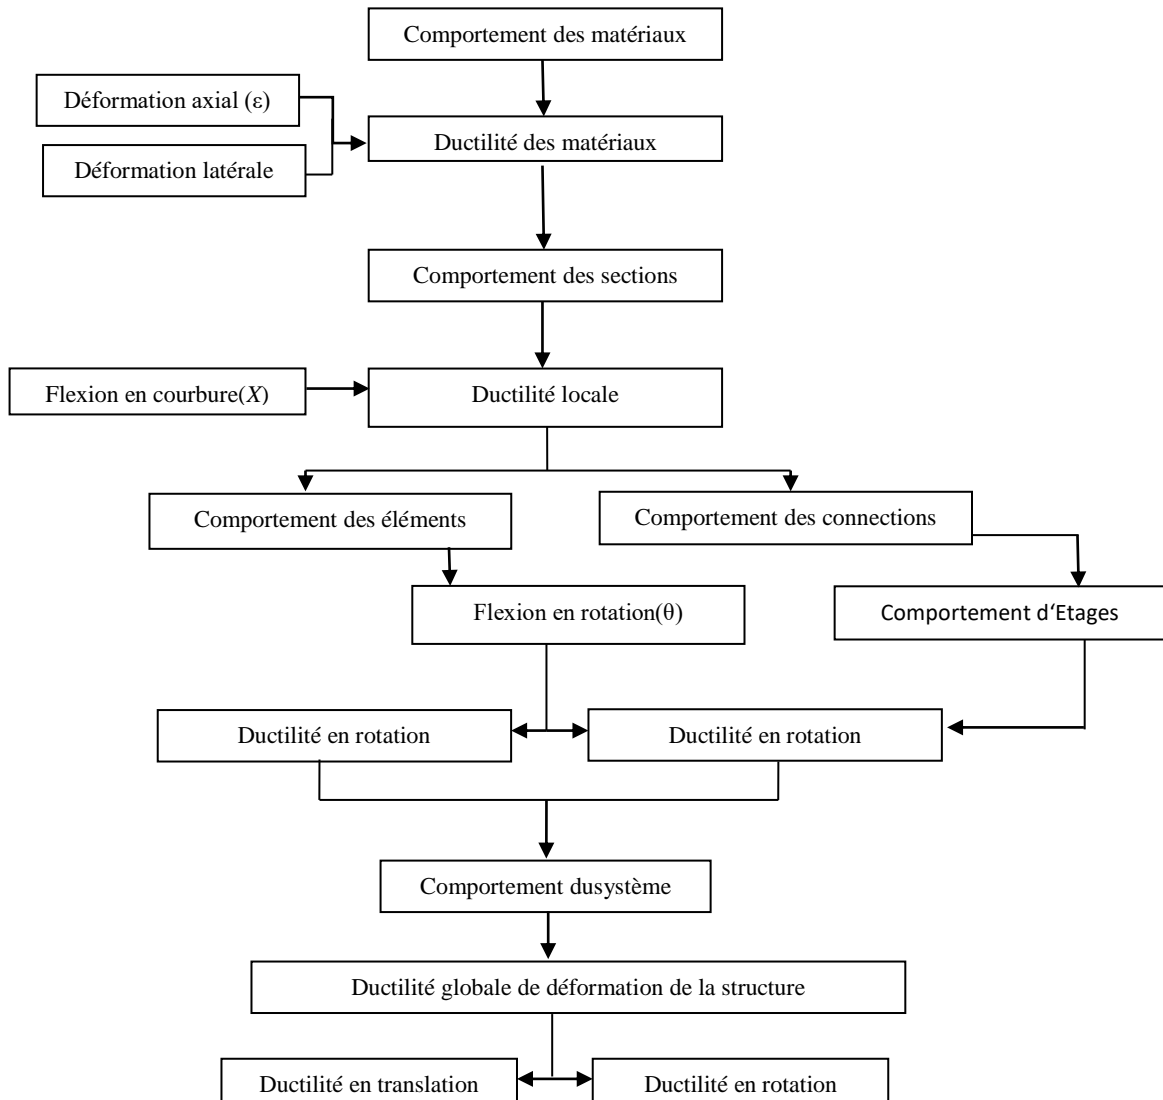 Comportement des matériaux
Déformation axial (ε)
Ductilité des matériaux
Déformation latérale
Comportement des sections
Flexion en courbure(X)
Ductilité locale
Comportement des éléments
Comportement des connections
Flexion en rotation(θ)
Comportement d‘Etages
Ductilité en rotation
Ductilité en rotation
Comportement dusystème
Ductilité globale de déformation de la structure
Ductilité en translation
Ductilité en rotation